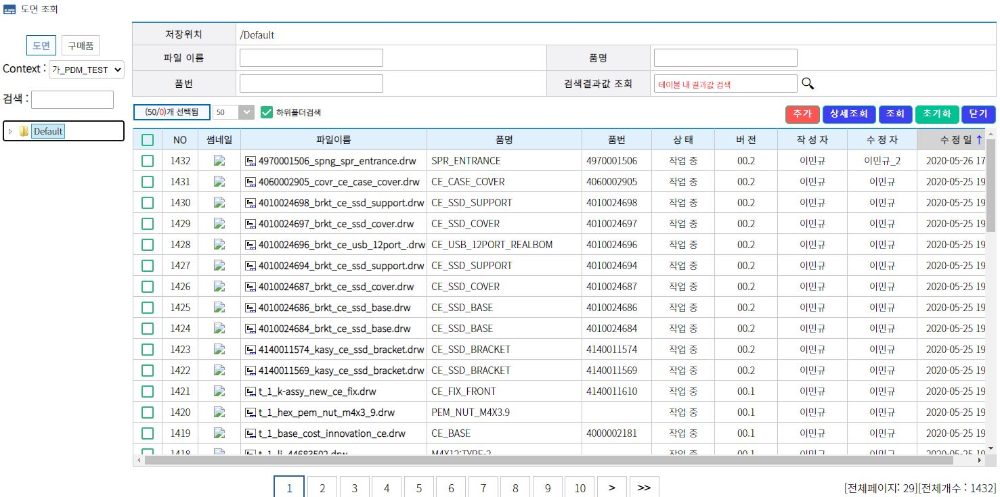 도면 조회
도면 구매품
Context : 가_PDM_TEST
검색 :
Default
저장위치 /Default
파일 이름 품명
품번 검색결과값 조회 테이블 내 결과값 검색
(50/0)개 선택됨 50 하위폴더검색 추가 상세조회 조회 초기화 닫기
NO 썸네일 파일이름 품명 품번 상 태 버 전 작 성 자 수 정 자 수 정 일 ↑
1432 4970001506_spng_spr_entrance.drw SPR_ENTRANCE 4970001506 작업 중 00.2 이민규 이민규_2 2020-05-26 17
1431 4060002905_covr_ce_case_cover.drw CE_CASE_COVER 4060002905 작업 중 00.2 이민규 이민규 2020-05-25 19
1430 4010024698_brkt_ce_ssd_support.drw CE_SSD_SUPPORT 4010024698 작업 중 00.2 이민규 이민규 2020-05-25 19
1429 4010024697_brkt_ce_ssd_cover.drw CE_SSD_COVER 4010024697 작업 중 00.2 이민규 이민규 2020-05-25 19
1428 4010024696_brkt_ce_usb_12port_.drw CE_USB_12PORT_REALBOM 4010024696 작업 중 00.2 이민규 이민규 2020-05-25 19
1427 4010024694_brkt_ce_ssd_support.drw CE_SSD_SUPPORT 4010024694 작업 중 00.2 이민규 이민규 2020-05-25 19
1426 4010024687_brkt_ce_ssd_cover.drw CE_SSD_COVER 4010024687 작업 중 00.2 이민규 이민규 2020-05-25 19
1425 4010024686_brkt_ce_ssd_base.drw CE_SSD_BASE 4010024686 작업 중 00.2 이민규 이민규 2020-05-25 19
1424 4010024684_brkt_ce_ssd_base.drw CE_SSD_BASE 4010024684 작업 중 00.2 이민규 이민규 2020-05-25 19
1423 4140011574_kasy_ce_ssd_bracket.drw CE_SSD_BRACKET 4140011574 작업 중 00.2 이민규 이민규 2020-05-25 19
1422 4140011569_kasy_ce_ssd_bracket.drw CE_SSD_BRACKET 4140011569 작업 중 00.2 이민규 이민규 2020-05-25 19
1421 t_1_k-assy_new_ce_fix.drw CE_FIX_FRONT 4140011610 작업 중 00.1 이민규 이민규 2020-05-25 19
1420 t_1_hex_pem_nut_m4x3_9.drw PEM_NUT_M4X3.9 작업 중 00.1 이민규 이민규 2020-05-25 19
1419 t_1_base_cost_innovation_ce.drw CE_BASE 4000002181 작업 중 00.1 이민규 이민규 2020-05-25 19
1418 작업 중 00.1 이민규 이민규 2020-05-25 19
1 2 3 4 5 6 7 8 9 10 > >>
[전체페이지: 29][전체개수 : 1432]